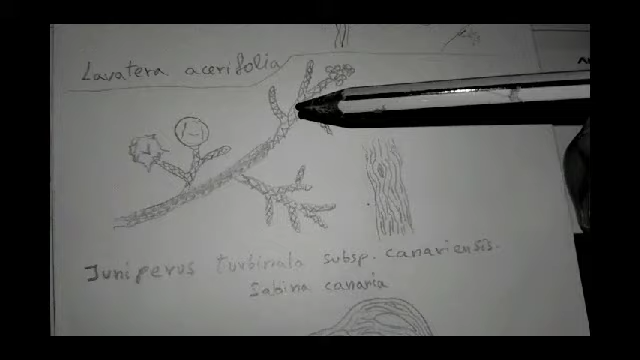 Lavatera acerifolia
Juniperus turbinata subsp. canariensis.
Sabina canaria